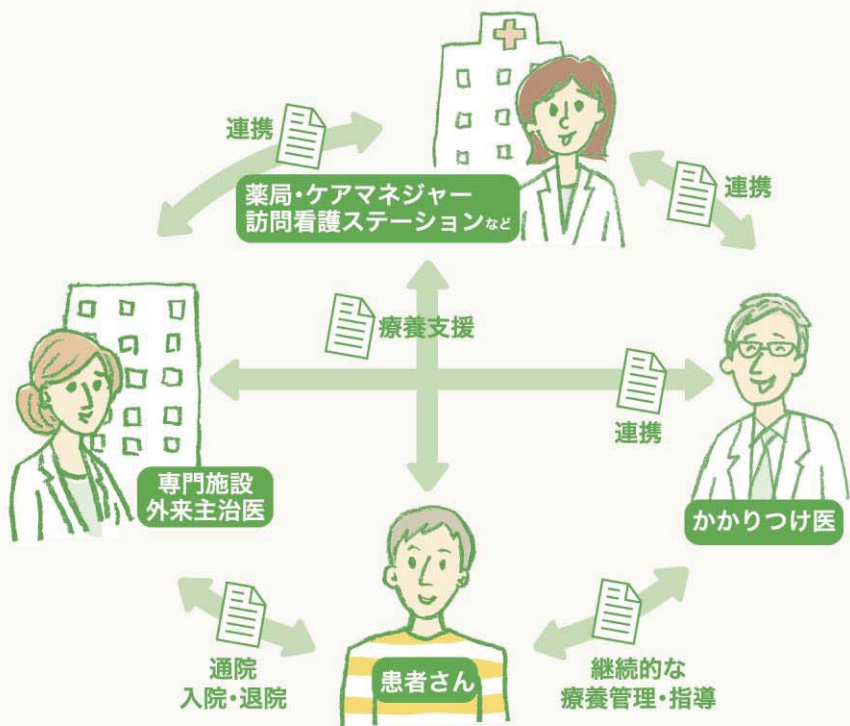 連携
薬局・ケアマネジャー
訪問看護ステーションなど
連携
療養支援
連携
専門施設
外来主治医
かかりつけ医
通院
入院・退院
患者さん
継続的な
療養管理・指導